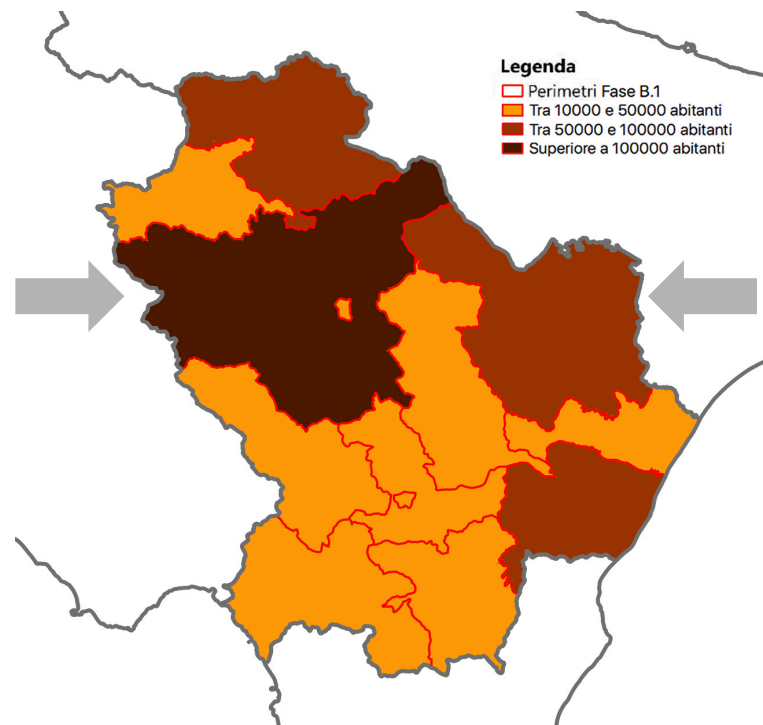 Legenda
Perimetri Fase B.1
Tra 10000 e 50000 abitanti
Tra 50000 e 100000 abitanti
Superiore a 100000 abitanti